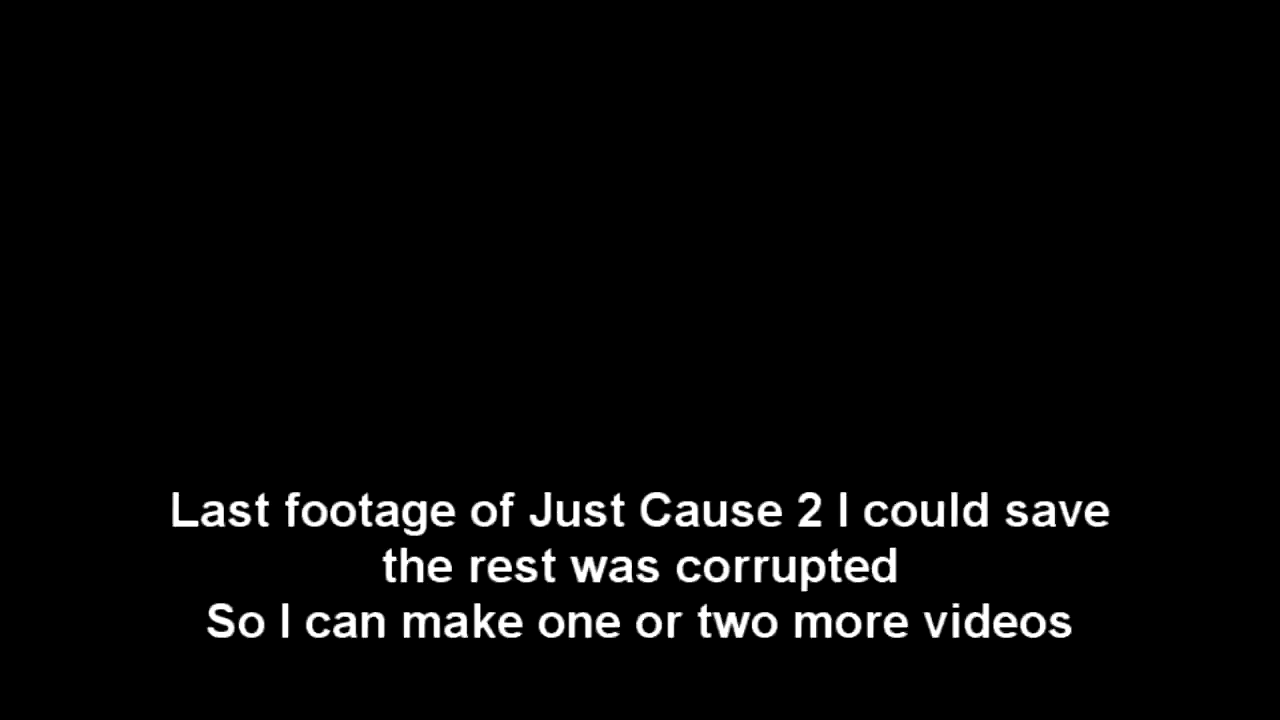 Last footage of Just Cause 2 I could save
the rest was corrupted
So I can make one or two more videos